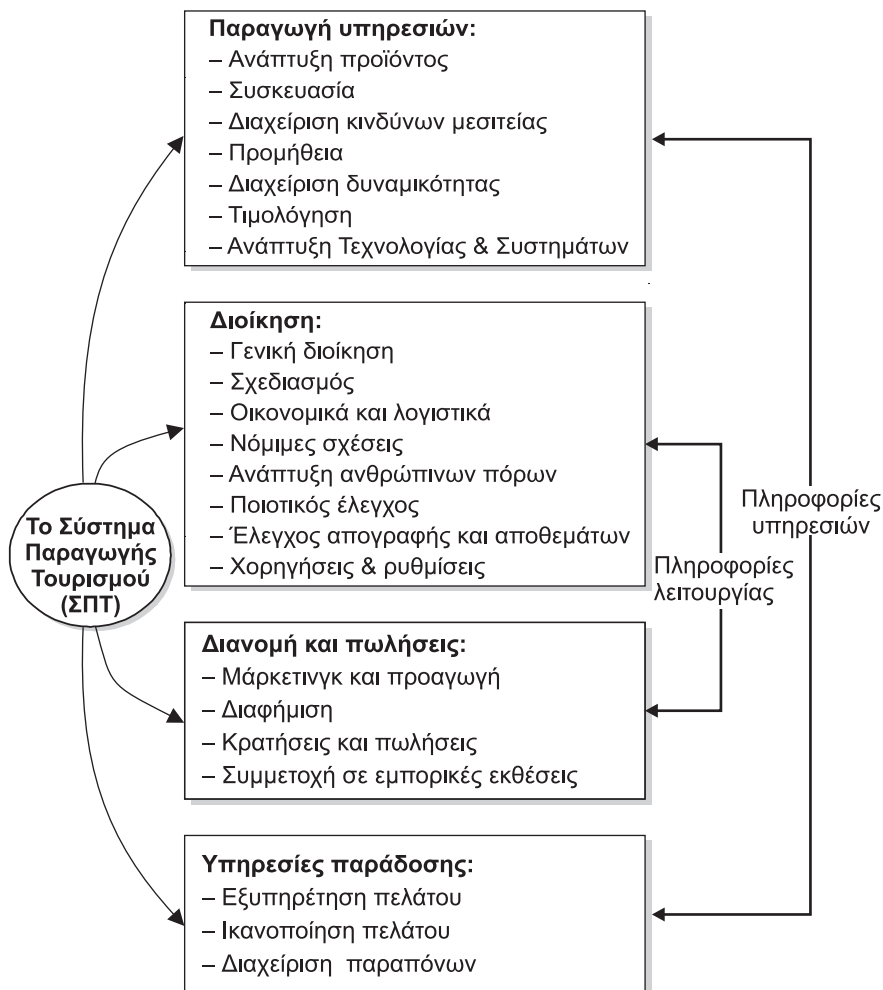 Παραγωγή υπηρεσιών:
– Ανάπτυξη προϊόντος
– Συσκευασία
– Διαχείριση κινδύνων μεσιτείας
– Προμήθεια
– Διαχείριση δυναμικότητας
– Τιμολόγηση
– Ανάπτυξη Τεχνολογίας & Συστημάτων
Διοίκηση:
– Γενική διοίκηση
– Σχεδιασμός
– Οικονομικά και λογιστικά
– Νόμιμες σχέσεις
– Ανάπτυξη ανθρώπινων πόρων
– Ποιοτικός έλεγχος
– Έλεγχος απογραφής και αποθεμάτων
– Χορηγήσεις & ρυθμίσεις
Το Σύστημα
Παραγωγής
Τουρισμού
(ΣΠΤ)
Πληροφορίες
υπηρεσιών
Πληροφορίες
λειτουργίας
Διανομή και πωλήσεις:
– Μάρκετινγκ και προαγωγή
– Διαφήμιση
– Κρατήσεις και πωλήσεις
– Συμμετοχή σε εμπορικές εκθέσεις
Υπηρεσίες παράδοσης:
– Εξυπηρέτηση πελάτου
– Ικανοποίηση πελάτου
– Διαχείριση παραπόνων